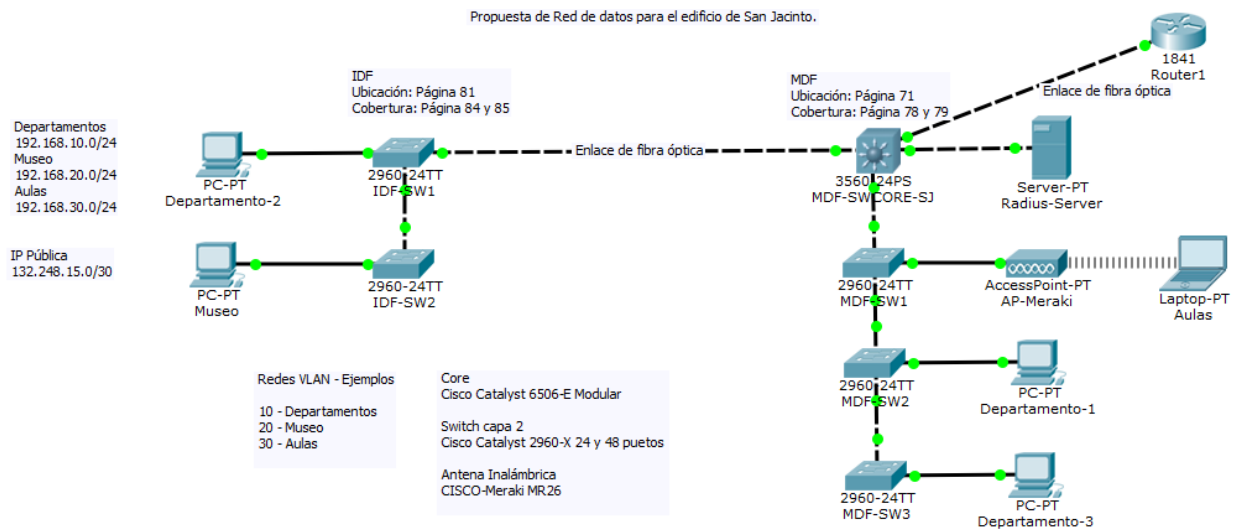 Propuesta de Red de datos para el edificio de San Jacinto.
1841
Router1
Enlace de fibra óptica
IDF
Ubicación: Página 81
Cobertura: Página 84 y 85
MDF
Ubicación: Página 71
Cobertura: Página 78 y 79
Departamentos
192.168.10.0/24
Museo
192.168.20.0/24
Aulas
192.168.30.0/24
PC-PT
Departamento-2
2960-24TT
IDF-SW1
Enlace de fibra óptica
3560-24PS
MDF-SWCORE-SJ
Server-PT
Radius-Server
IP Pública
132.248.15.0/30
PC-PT
Museo
2960-24TT
IDF-SW2
2960-24TT
MDF-SW1
AccessPoint-PT
AP-Meraki
Laptop-PT
Aulas
Redes VLAN - Ejemplos
10 - Departamentos
20 - Museo
30 - Aulas
Core
Cisco Catalyst 6506-E Modular
Switch capa 2
Cisco Catalyst 2960-X 24 y 48 puetos
Antena Inalámbrica
CISCO-Meraki MR26
2960-24TT
MDF-SW2
PC-PT
Departamento-1
2960-24TT
MDF-SW3
PC-PT
Departamento-3